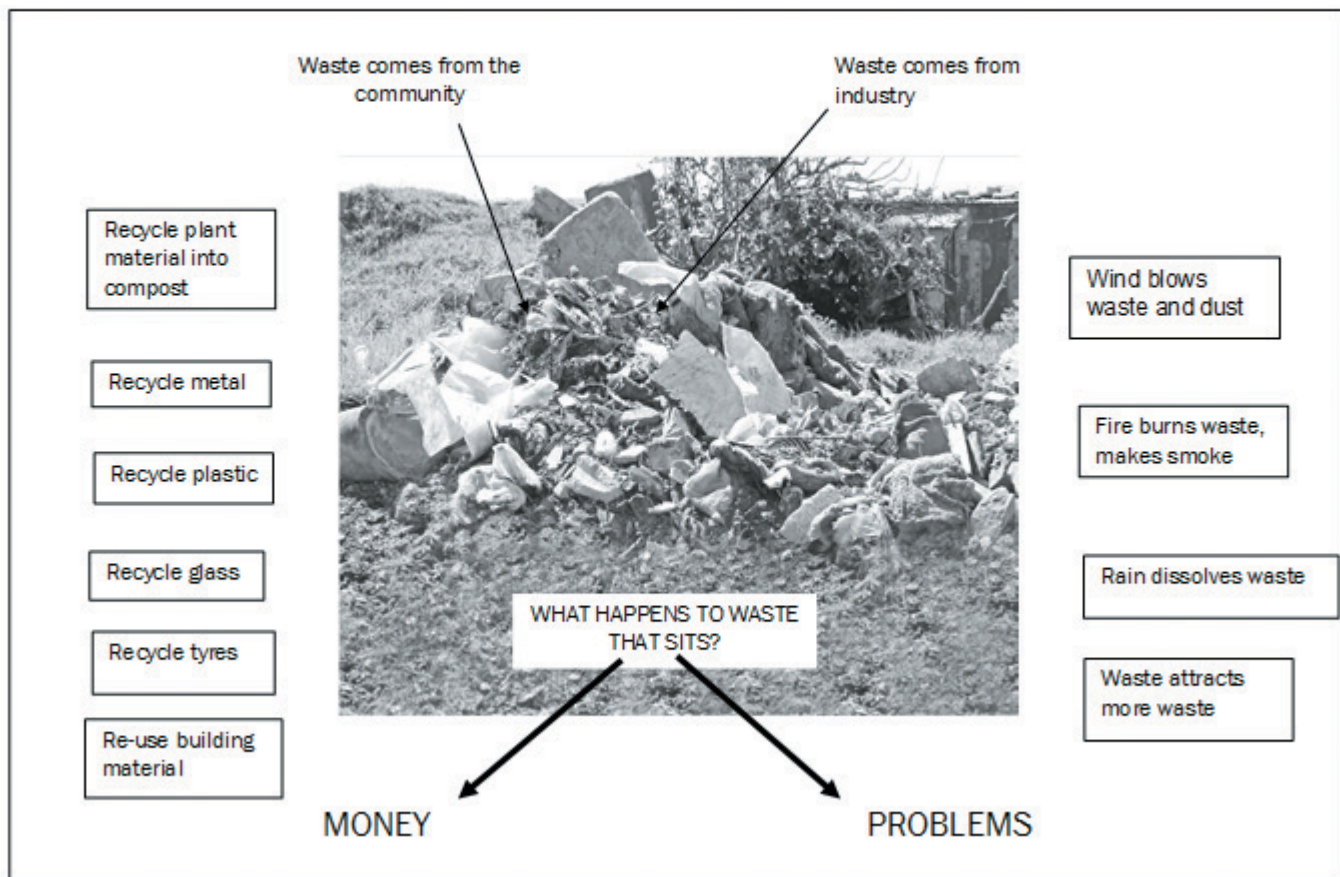 Waste comes from the
community
Waste comes from
industry
Recycle plant
material into
compost
Recycle metal
Recycle plastic
Recycle glass
Recycle tyres
Re-use building
material
Wind blows
waste and dust
Fire burns waste,
makes smoke
Rain dissolves waste
Waste attracts
more waste
WHAT HAPPENS TO WASTE
THAT SITS?
MONEY
PROBLEMS